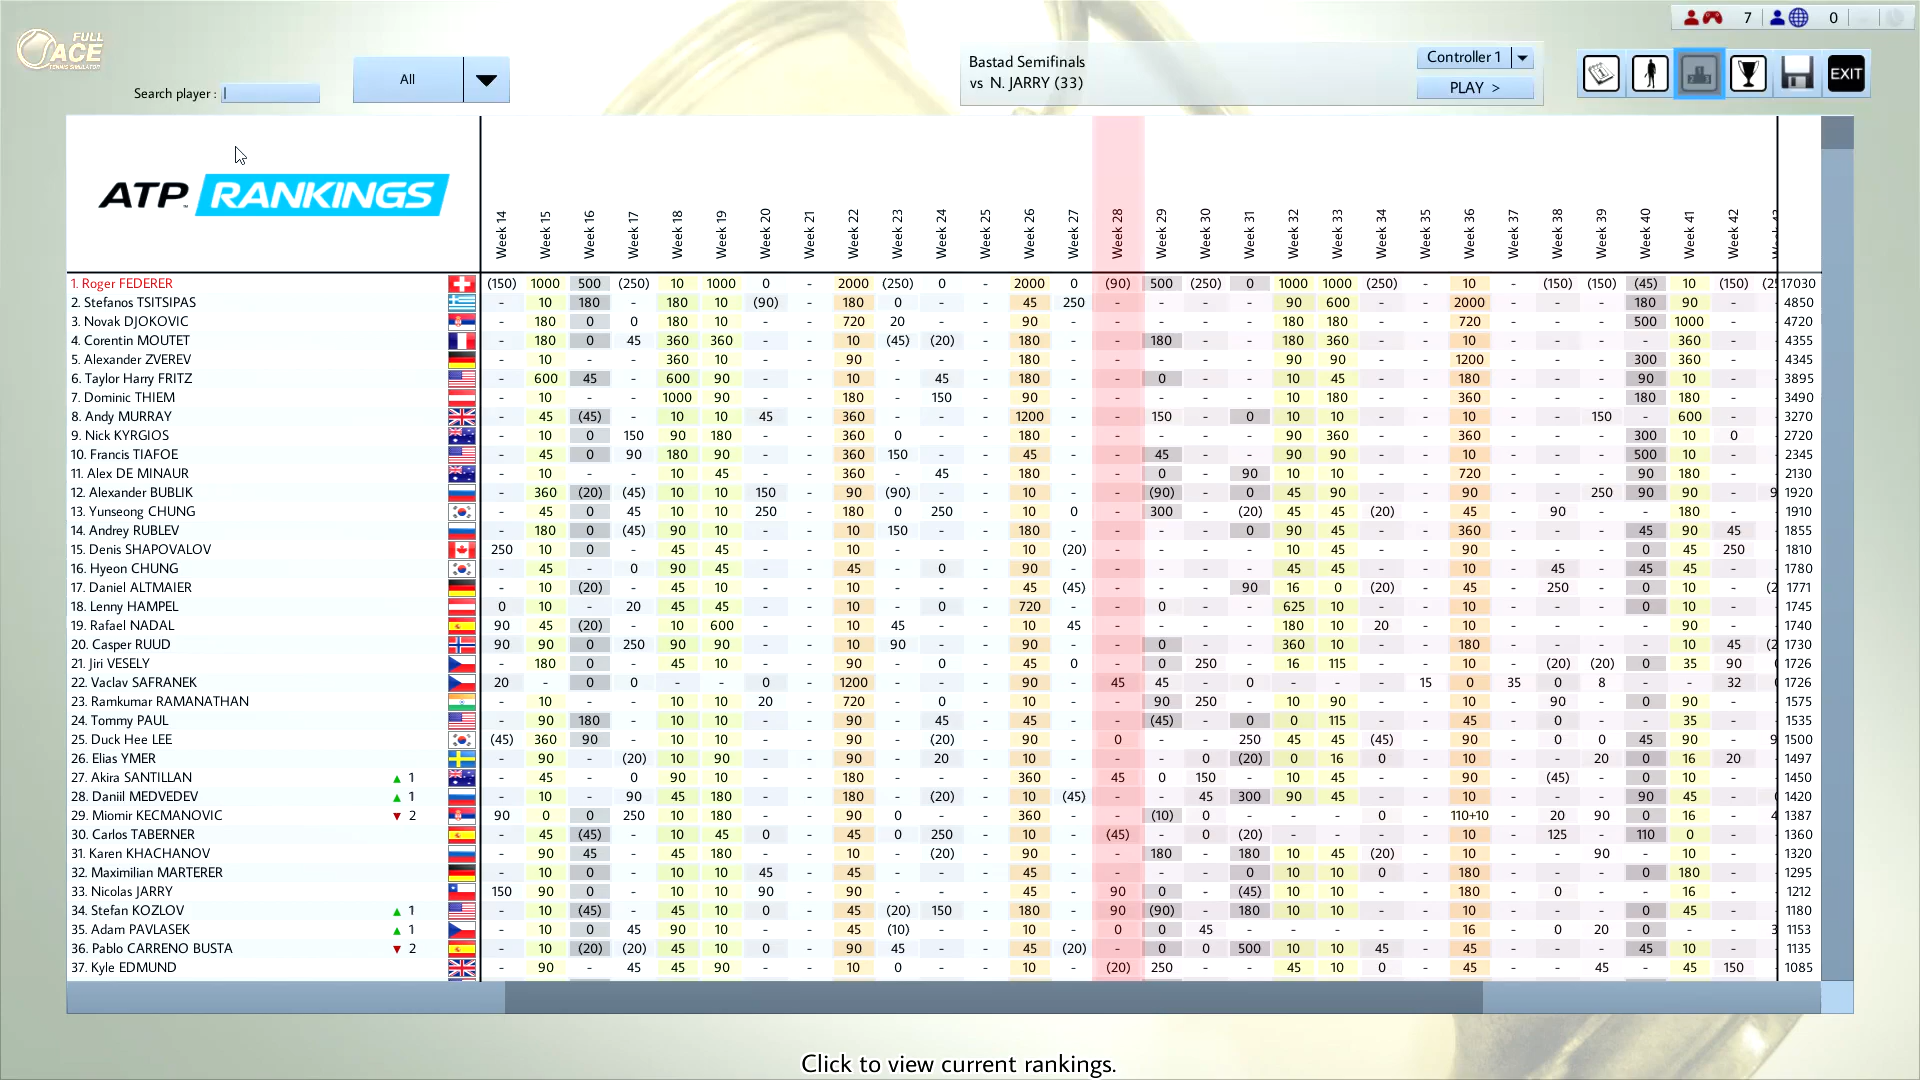 FULL ACE TENNIS SIMULATOR
7 0
Search player :
All
Bastad Semifinals
vs N. JARRY (33)
Controller 1
PLAY >
EXIT
ATP RANKINGS
Week 14 Week 15 Week 16 Week 17 Week 18 Week 19 Week 20 Week 21 Week 22 Week 23 Week 24 Week 25 Week 26 Week 27 Week 28 Week 29 Week 30 Week 31 Week 32 Week 33 Week 34 Week 35 Week 36 Week 37 Week 38 Week 39 Week 40 Week 41 Week 42
1. Roger FEDERER (150) 1000 500 (250) 10 1000 0 - 2000 (250) 0 - 2000 0 (90) 500 (250) 0 1000 1000 (250) - 10 - (150) (150) (45) 10 (150) 17030
2. Stefanos TSITSIPAS - 10 180 - 180 10 (90) - 180 0 - - 45 250 - - - - 90 600 - - 2000 - - - 180 90 - 4850
3. Novak DJOKOVIC - 180 0 0 180 10 - - 720 20 - - 90 - - - - - 180 180 - - 720 - - - 500 1000 - 4720
4. Corentin MOUTET - 180 0 45 360 360 - - 10 (45) (20) - 180 - - 180 - - 180 360 - - 10 - - - - 360 - 4355
5. Alexander ZVEREV - 10 - - 360 10 - - 90 - - - 180 - - - - - 90 90 - - 1200 - - - 300 360 - 4345
6. Taylor Harry FRITZ - 600 45 - 600 90 - - 10 - 45 - 180 - - 0 - - 10 45 - - 180 - - - 90 10 - 3895
7. Dominic THIEM - 10 - - 1000 90 - - 180 - 150 - 90 - - - - - 10 180 - - 360 - - - 180 180 - 3490
8. Andy MURRAY - 45 (45) - 10 10 45 - 360 - - - 1200 - - 150 - 0 10 10 - - 10 - - 150 - 600 - 3270
9. Nick KYRGIOS - 10 0 150 90 180 - - 360 0 - - 180 - - - - - 90 360 - - 360 - - - 300 10 0 2720
10. Francis TIAFOE - 45 0 90 180 90 - - 360 150 - - 45 - - 45 - - 90 90 - - 10 - - - 500 10 - 2345
11. Alex DE MINAUR - 10 - - 10 45 - - 360 - 45 - 180 - - 0 - 90 10 10 - - 720 - - - 90 180 - 2130
12. Alexander BUBLIK - 360 (20) (45) 10 10 150 - 90 (90) - - 10 - - (90) - 0 45 90 - - 90 - - 250 90 90 - 1920
13. Yunseong CHUNG - 45 0 45 10 10 250 - 180 0 250 - 10 0 - 300 - (20) 45 45 (20) - 45 - 90 - - 180 - 1910
14. Andrey RUBLEV - 180 0 (45) 90 10 - - 10 150 - - 180 - - - - 0 90 45 - - 360 - - - 45 90 45 1855
15. Denis SHAPOVALOV 250 10 0 - 45 45 - - 10 - - - 10 (20) - - - - 10 45 - - 90 - - - 0 45 250 1810
16. Hyeon CHUNG - 45 - 0 90 45 - - 45 - 0 - 90 - - - - - 45 45 - - 10 - 45 - 45 45 - 1780
17. Daniel ALTMAIER - 10 (20) - 45 10 - - 10 - - - 45 (45) - - - 90 16 0 (20) - 45 - 250 - 0 10 - 1771
18. Lenny HAMPEL 0 10 - 20 45 45 - - 10 - 0 - 720 - - 0 - - 625 10 - - 10 - - - 0 10 - 1745
19. Rafael NADAL 90 45 (20) - 10 600 - - 10 45 - - 10 45 - - - - 180 10 20 - 10 - - - - 90 - 1740
20. Casper RUUD 90 90 0 250 90 90 - - 90 90 - - 90 - - 0 - - 360 10 - - 180 - - - - 10 45 1730
21. Jiri VESELY - 180 0 - 45 10 - - 90 - 0 - 45 0 - 0 250 - 16 115 - - 10 - (20) (20) 0 35 90 1726
22. Vaclav SAFRANEK 20 - 0 0 - - 0 - 1200 - - - 90 - 45 45 - 0 - - - 15 0 35 0 8 - - 32 1726
23. Ramkumar RAMANATHAN - 10 - - 10 10 20 - 720 - 0 - 10 - - 90 250 - 10 90 - - 10 - 90 - 0 90 - 1575
24. Tommy PAUL - 90 180 - 10 10 - - 90 - 45 - 45 - - (45) - 0 0 115 - - 45 - 0 - - 35 - 1535
25. Duck Hee LEE (45) 360 90 - 10 10 - - 90 - (20) - 90 - 0 - - 250 45 45 (45) - 90 - 0 0 45 90 - 1500
26. Elias YMER - 90 - (20) 10 90 - - 90 - 20 - 10 - - - 0 (20) 0 16 0 - 10 - - 20 0 16 20 1497
27. Akira SANTILLAN 1 - 45 - 0 90 10 - - 180 - - - 360 - 45 0 150 - 10 45 - - 90 - (45) - 0 10 - 1450
28. Daniil MEDVEDEV 1 - 10 - 90 45 180 - - 180 - (20) - 10 (45) - - 45 300 90 45 - - 10 - - - 90 45 - 1420
29. Miomir KECMANOVIC 2 90 0 0 250 10 180 - - 90 0 - - 360 - - (10) 0 - - - 0 - 110+10 - 20 90 0 16 - 1387
30. Carlos TABERNER - 45 (45) - 10 45 0 - 45 0 250 - 10 - (45) - 0 (20) - - - - 10 - 125 - 110 0 - 1360
31. Karen KHACHANOV - 90 45 - 45 180 - - 10 - (20) - 90 - - 180 - 180 10 45 (20) - 10 - - 90 - 10 - 1320
32. Maximilian MARTERER - 10 0 - 10 10 45 - 45 - - - 45 - - - - 0 10 10 0 - 180 - - - 0 180 - 1295
33. Nicolas JARRY 150 90 0 - 10 10 90 - 90 - - - 45 - 90 0 - (45) 10 10 - - 180 - 0 - - 16 - 1212
34. Stefan KOZLOV 1 - 10 (45) - 45 10 0 - 45 (20) 150 - 180 - 90 (90) - 180 10 10 - - 10 - - - 0 45 - 1180
35. Adam PAVLASEK 1 - 10 0 45 90 10 - - 45 (10) - - 10 - 0 0 45 - - - - - 16 - 0 20 0 - - 1153
36. Pablo CARRENO BUSTA 2 - 10 (20) (20) 45 10 0 - 90 45 - - 45 (20) - 0 0 500 10 10 45 - 45 - - - 45 10 - 1135
37. Kyle EDMUND - 90 - 45 45 90 - - 10 0 - - 10 - (20) 250 - - 45 10 0 - 45 - - 45 - 45 150 1085
Click to view current rankings.